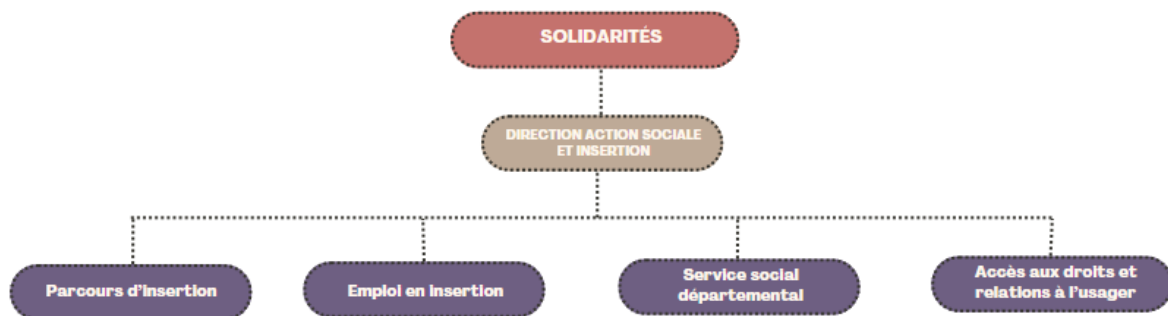 SOLIDARITÉS
DIRECTION ACTION SOCIALE
ET INSERTION
Parcours d'insertion
Emploi en insertion
Service social
départemental
Accès aux droits et
relations à l'usager